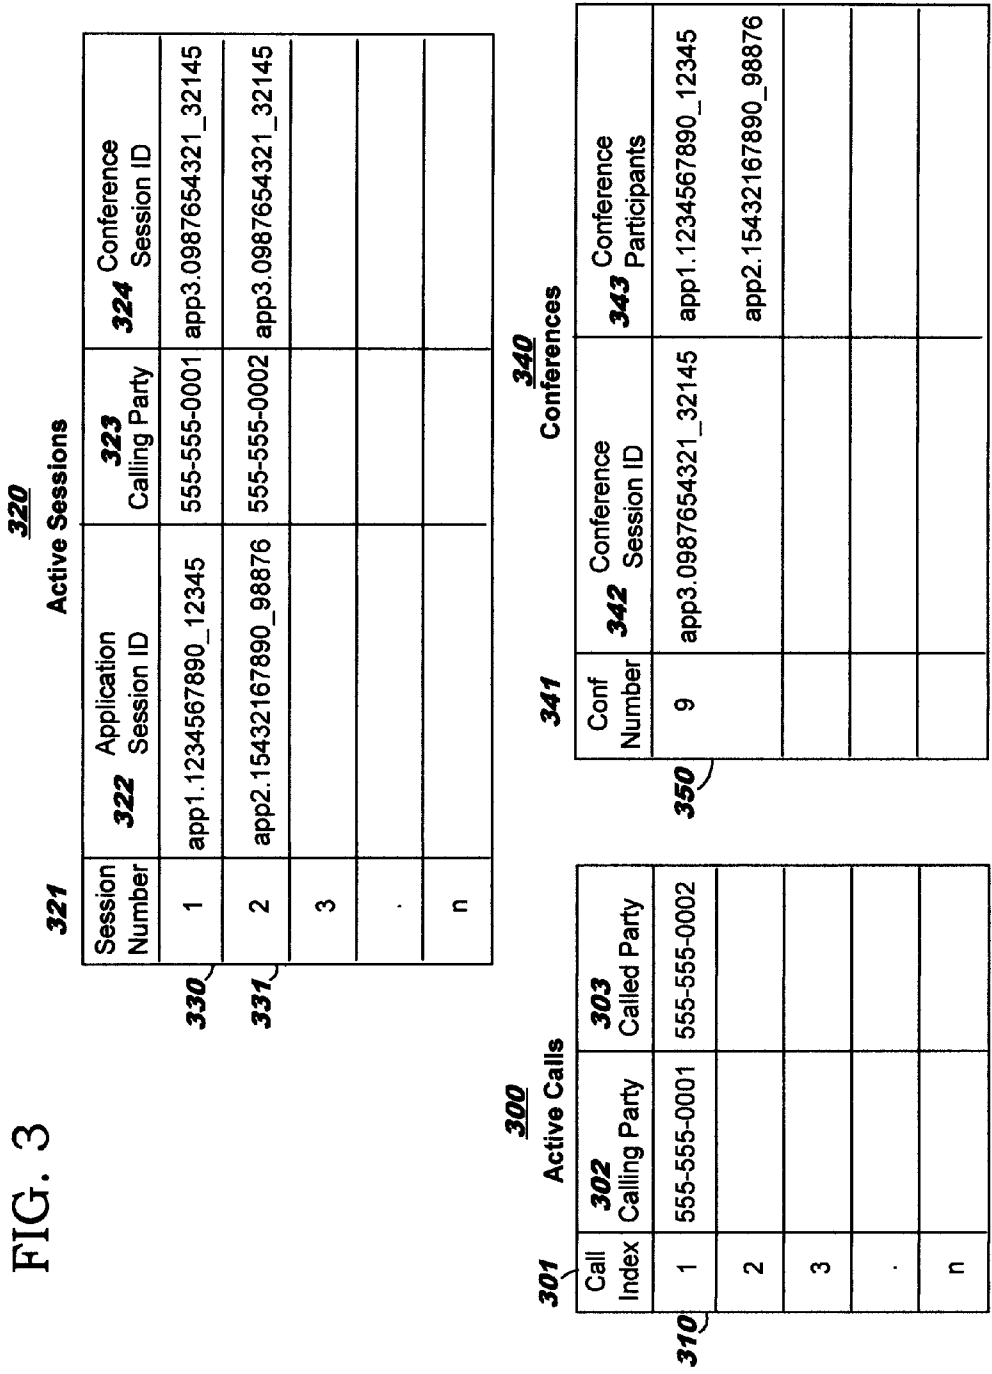 FIG. 3
320
Active Sessions
321
Session Number
322 Application Session ID
323 Calling Party
324 Conference Session ID
330
1 app1.1234567890_12345 555-555-0001 app3.0987654321_32145
331
2 app2.15432167890_98876 555-555-0002 app3.0987654321_32145
3
.
n
300
Active Calls
301
Call Index
302 Calling Party
303 Called Party
310
1 555-555-0001 555-555-0002
2
3
.
n
340
Conferences
341
Conf Number
342 Conference Session ID
343 Conference Participants
350
9 app3.0987654321_32145 app1.1234567890_12345
app2.15432167890_98876